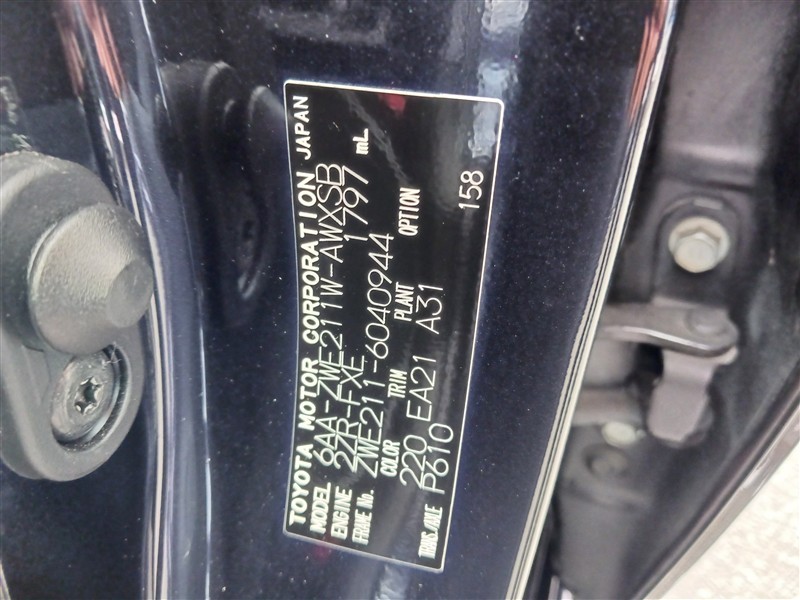 TOYOTA MOTOR CORPORATION JAPAN
MODEL 6AA-ZWE211W-AWXSB
ENGINE 2ZR-FXE 1797 mL
FRAME No. ZWE211-6040944
COLOR TRIM PLANT OPTION
220 EA21 A31 158
TRANS./AXLE P610